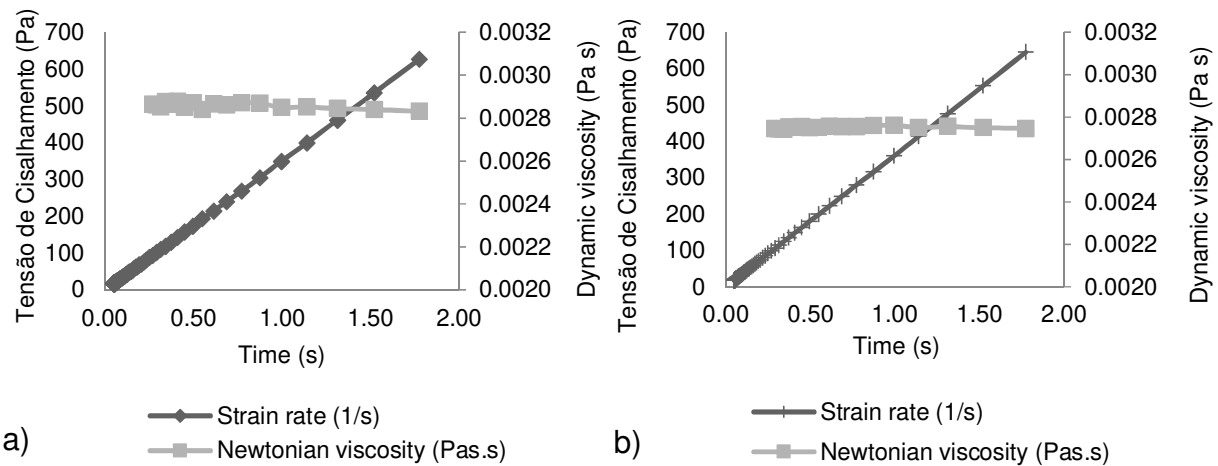 Tensão de Cisalhamento (Pa)
700
600
500
400
300
200
100
0
0.0032
0.0030
0.0028
0.0026
0.0024
0.0022
0.0020
Dynamic viscosity (Pa s)
0.00 0.50 1.00 1.50 2.00
Time (s)
Strain rate (1/s)
Newtonian viscosity (Pas.s)
a)
Tensão de Cisalhamento (Pa)
700
600
500
400
300
200
100
0
0.0032
0.0030
0.0028
0.0026
0.0024
0.0022
0.0020
Dynamic viscosity (Pa s)
0.00 0.50 1.00 1.50 2.00
Time (s)
Strain rate (1/s)
Newtonian viscosity (Pas.s)
b)